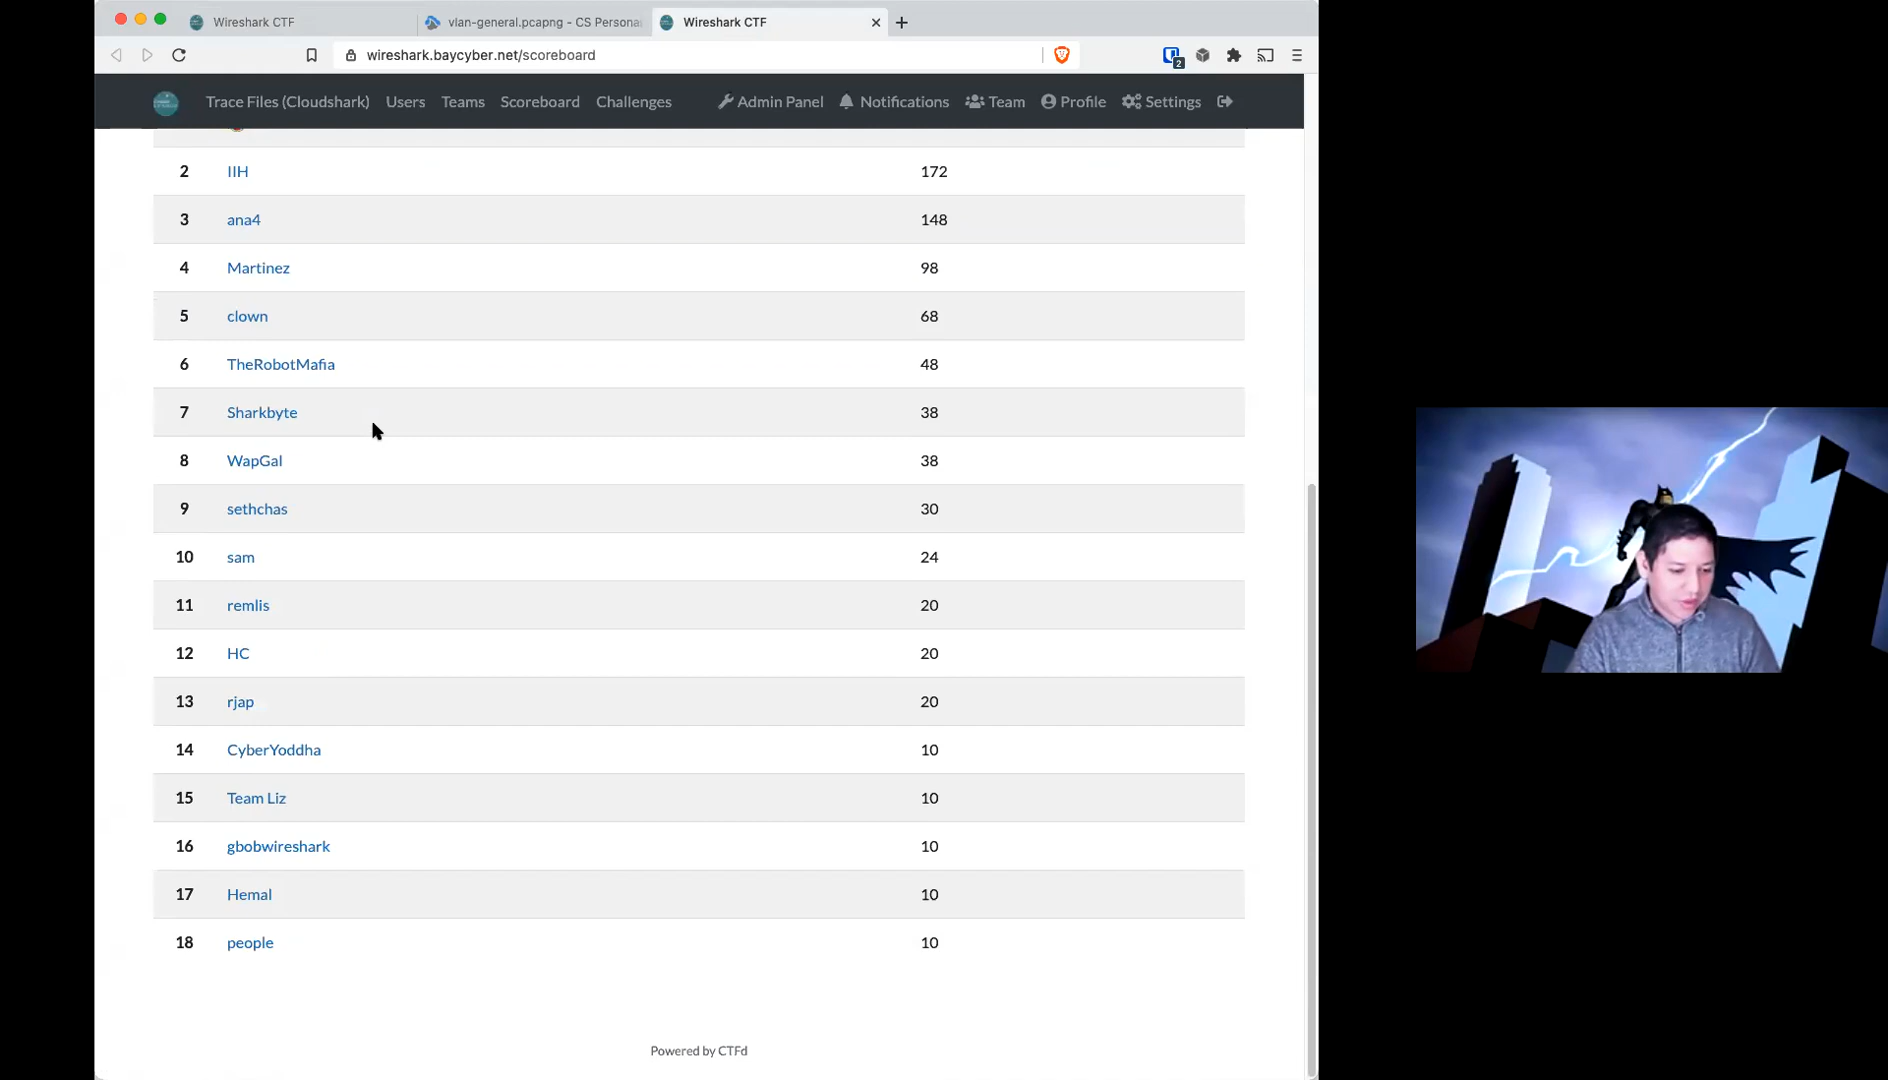 Wireshark CTF
vlan-general.pcapng - CS Persona
Wireshark CTF
wireshark.baycyber.net/scoreboard
2
Trace Files (Cloudshark) Users Teams Scoreboard Challenges Admin Panel Notifications Team Profile Settings
2 IIH 172
3 ana4 148
4 Martinez 98
5 clown 68
6 TheRobotMafia 48
7 Sharkbyte 38
8 WapGal 38
9 sethchas 30
10 sam 24
11 remlis 20
12 HC 20
13 rjap 20
14 CyberYoddha 10
15 Team Liz 10
16 gbobwireshark 10
17 Hemal 10
18 people 10
Powered by CTFd